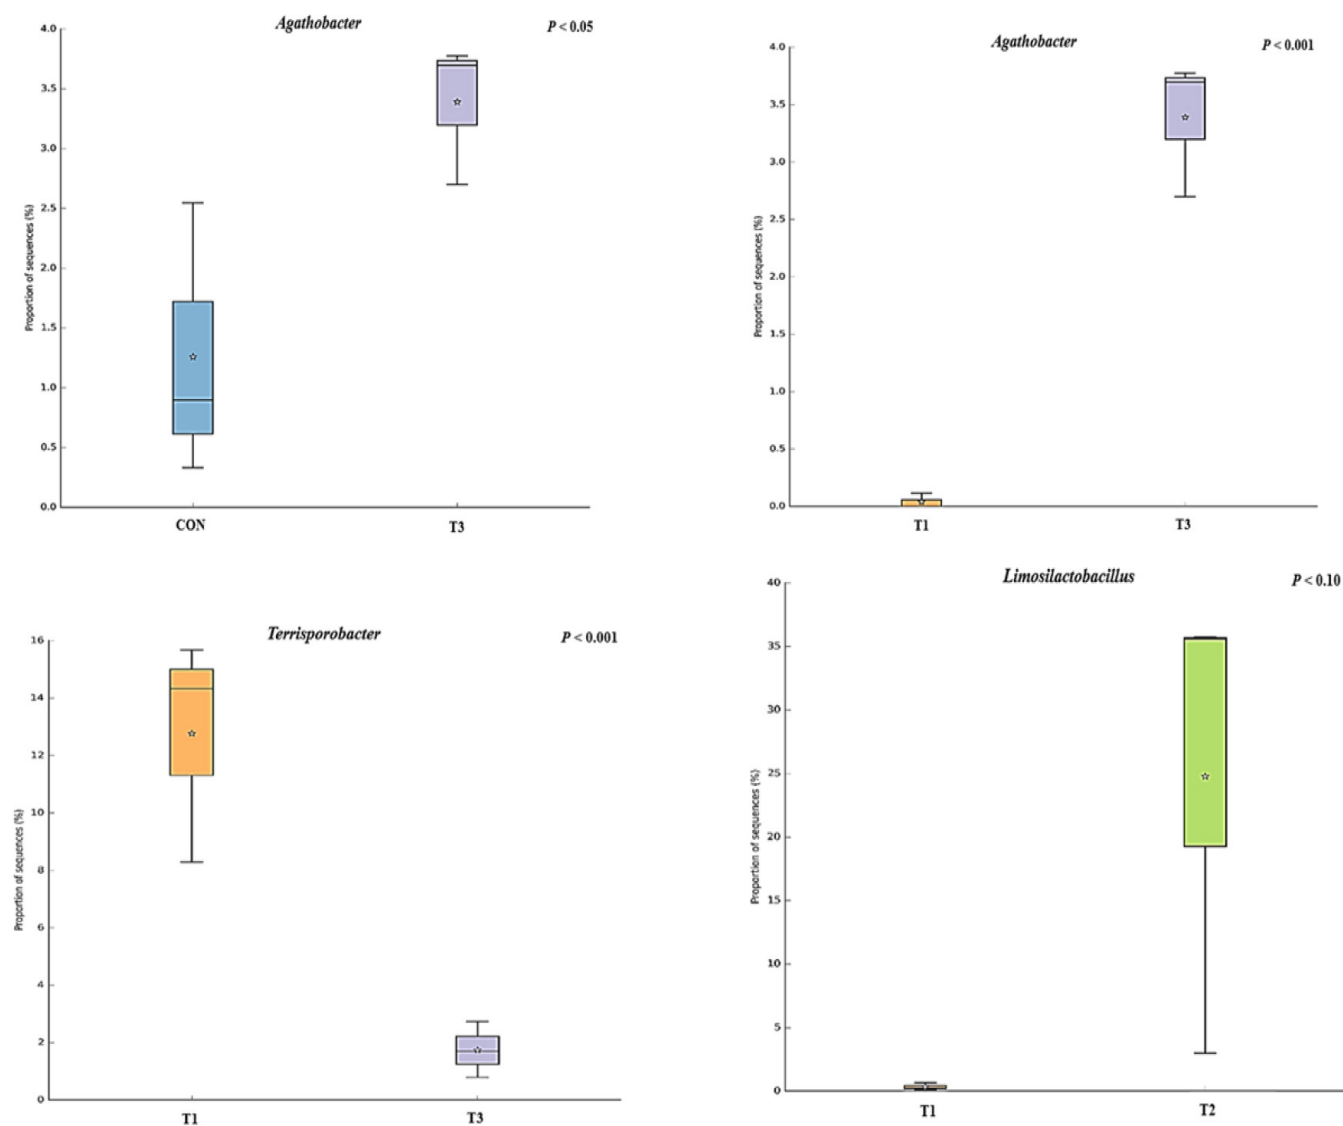 Agathobacter
P < 0.05
4.0
3.5
3.0
2.5
2.0
1.5
1.0
0.5
0.0
Proportion of sequences (%)
CON
T3
Agathobacter
P < 0.001
4.0
3.5
3.0
2.5
2.0
1.5
1.0
0.5
0.0
Proportion of sequences (%)
T1
T3
Terrisporobacter
P < 0.001
16
14
12
10
8
6
4
2
0
Proportion of sequences (%)
T1
T3
Limosilactobacillus
P < 0.10
40
35
30
25
20
15
10
5
0
Proportion of sequences (%)
T1
T2